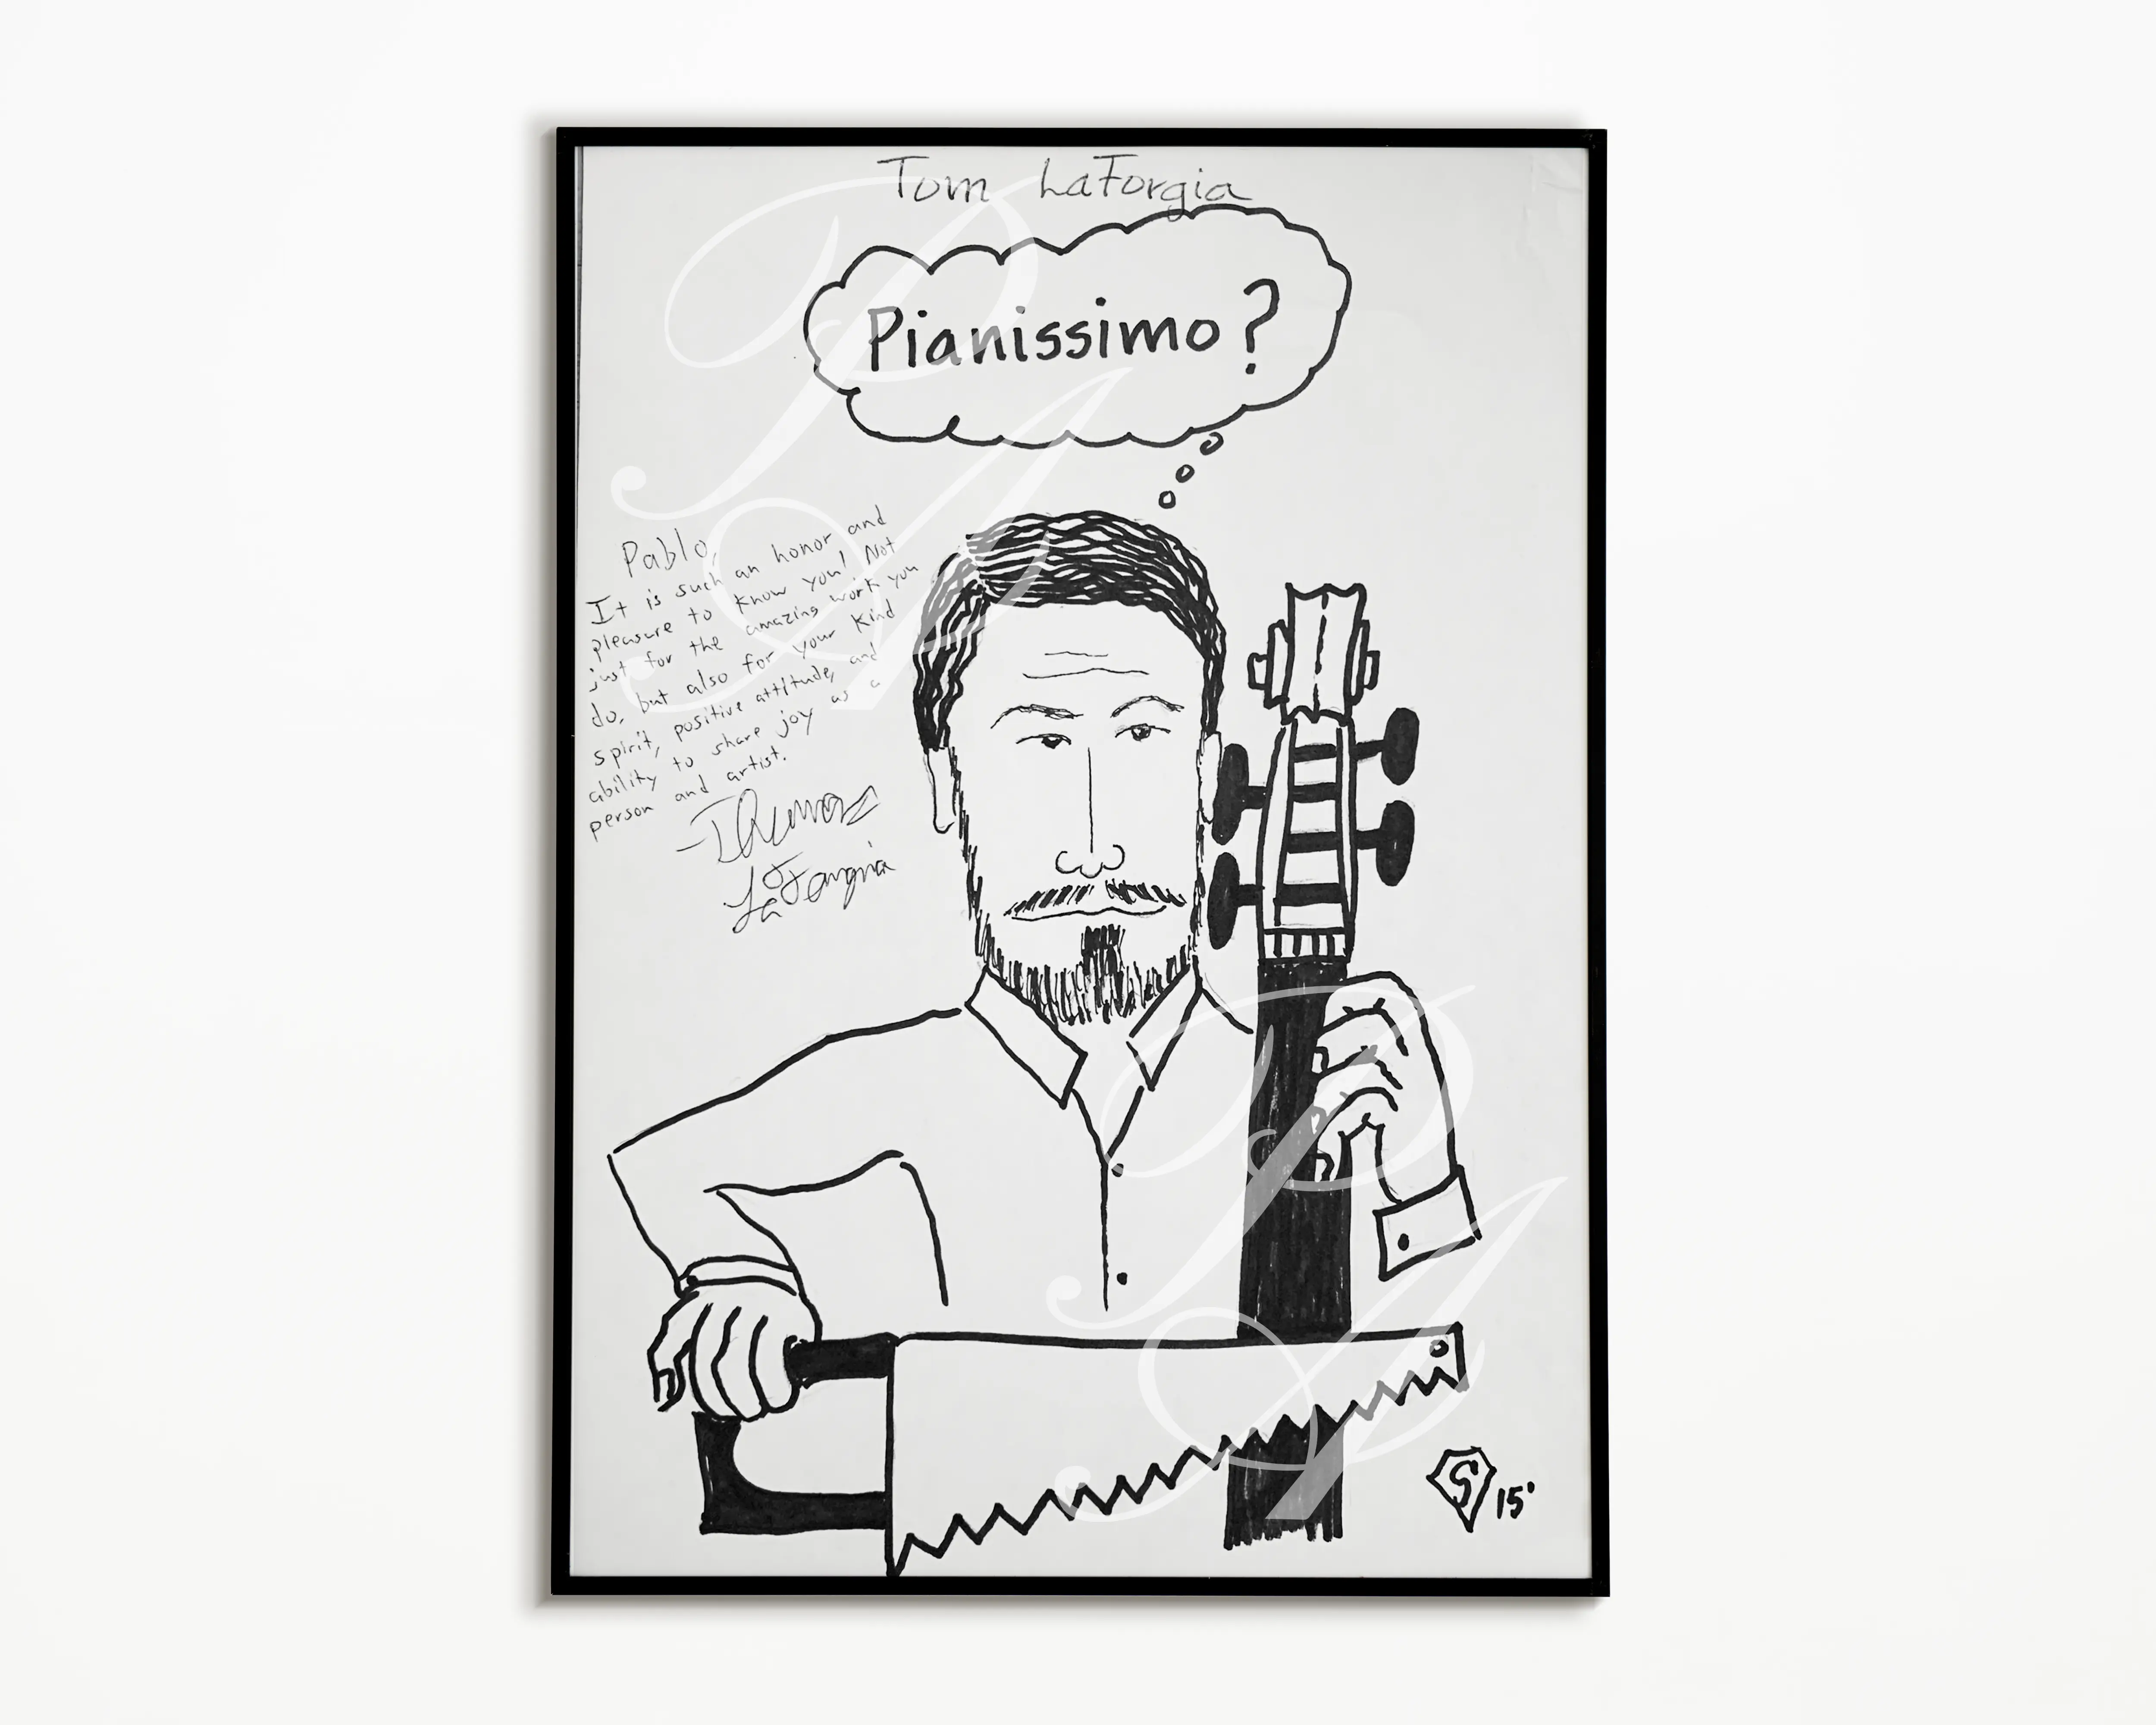 Tom LaForgia
Pianissimo?
Pablo,
It is such an honor and
pleasure to know you! Not
just for the amazing work you
do, but also for your kind
spirit, positive attitude, and
ability to share joy as a
person and artist.
-Thomas
LaForgia
PA
S 15'
PA